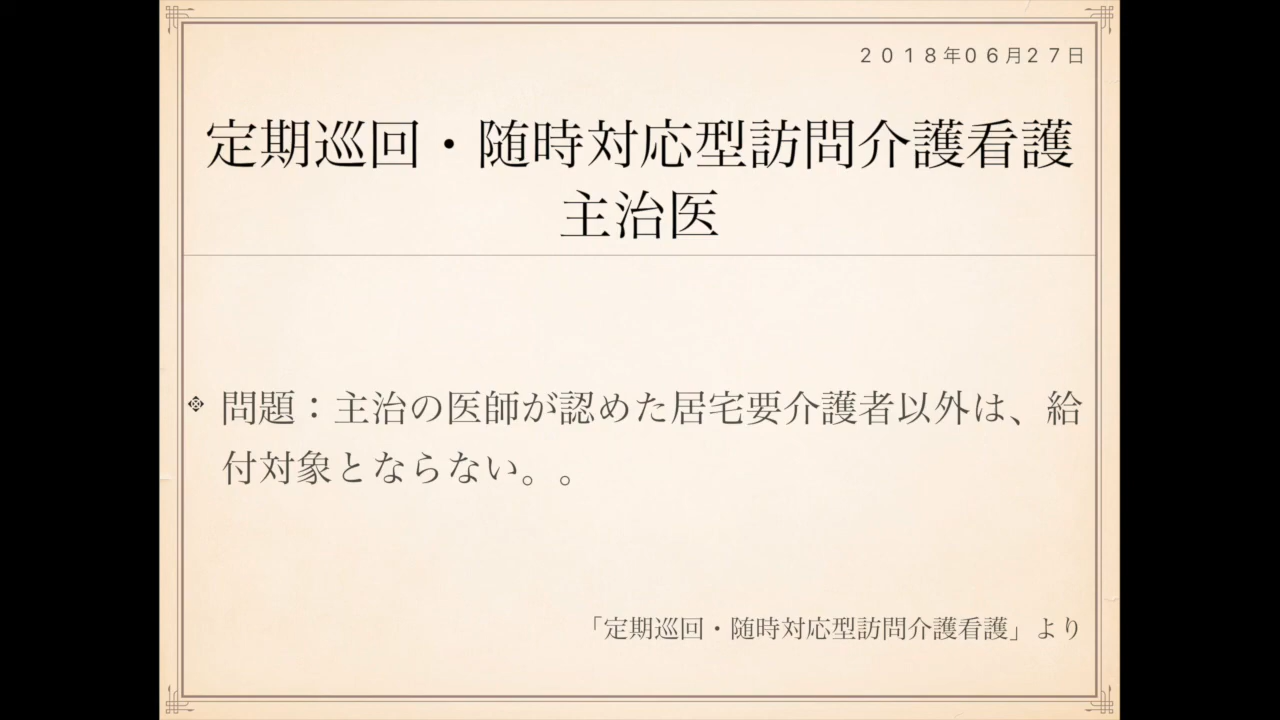 ２０１８年０６月２７日
定期巡回・随時対応型訪問介護看護
主治医
問題：主治の医師が認めた居宅要介護者以外は、給
付対象とならない。。
「定期巡回・随時対応型訪問介護看護」より